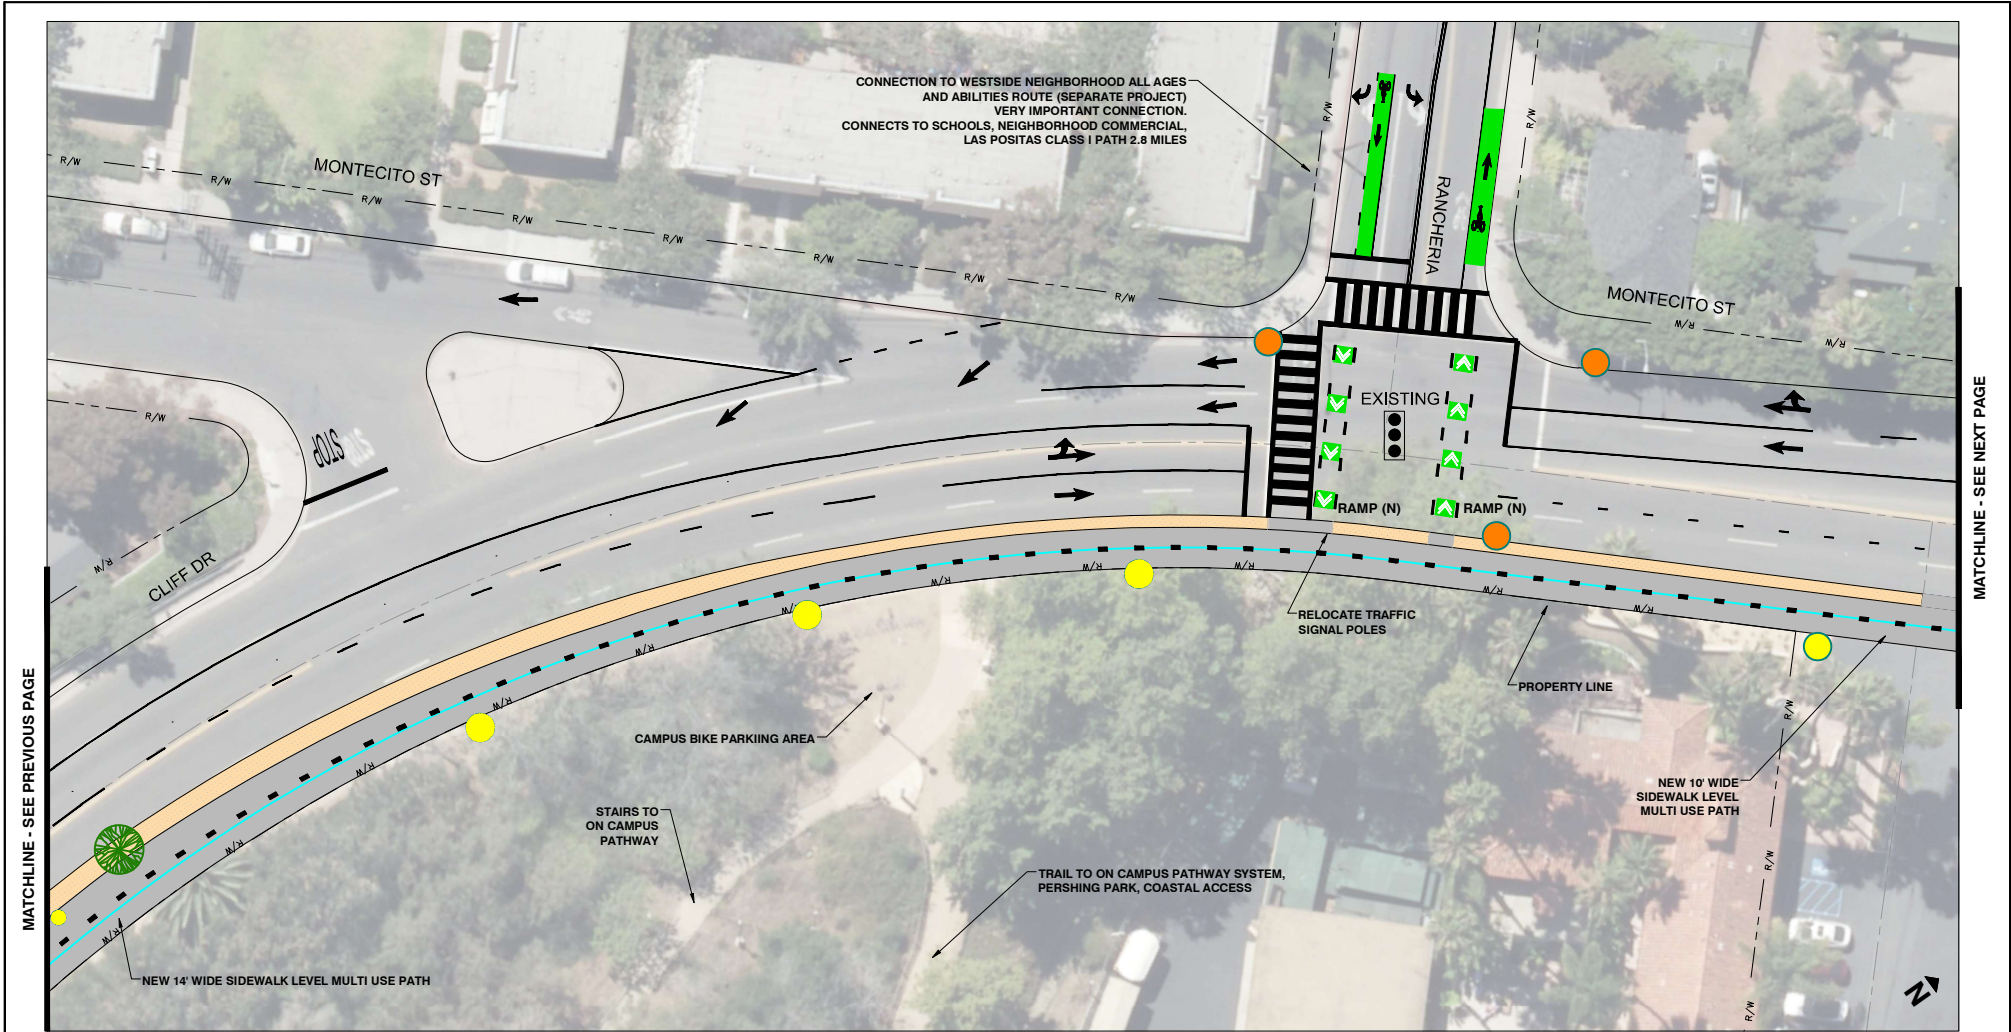 CONNECTION TO WESTSIDE NEIGHBORHOOD ALL AGES
AND ABILITIES ROUTE (SEPARATE PROJECT)
VERY IMPORTANT CONNECTION.
CONNECTS TO SCHOOLS, NEIGHBORHOOD COMMERCIAL,
LAS POSITAS CLASS I PATH 2.8 MILES
R/W
R/W
R/W
MONTECITO ST
R/W
R/W
R/W
R/W
R/W
R/W
R/W
RANCHERIA
MONTECITO ST
R/W
R/W
EXISTING
STOP
STOP
R/W
R/W
CLIFF DR
RAMP (N)
RAMP (N)
R/W
R/W
R/W
R/W
R/W
R/W
R/W
R/W
R/W
R/W
R/W
RELOCATE TRAFFIC
SIGNAL POLES
PROPERTY LINE
CAMPUS BIKE PARKIING AREA
STAIRS TO
ON CAMPUS
PATHWAY
NEW 10' WIDE
SIDEWALK LEVEL
MULTI USE PATH
R/W
R/W
R/W
TRAIL TO ON CAMPUS PATHWAY SYSTEM,
PERSHING PARK, COASTAL ACCESS
NEW 14' WIDE SIDEWALK LEVEL MULTI USE PATH
N
MATCHLINE - SEE PREVIOUS PAGE
MATCHLINE - SEE NEXT PAGE